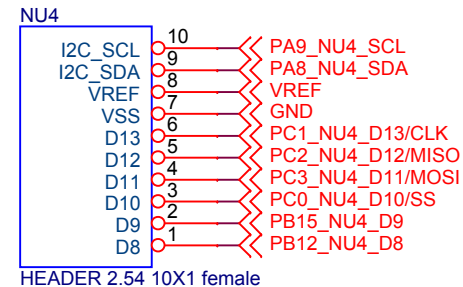 NU4
I2C_SCL 10 PA9_NU4_SCL
I2C_SDA 9 PA8_NU4_SDA
VREF 8 VREF
VSS 7 GND
D13 6 PC1_NU4_D13/CLK
D12 5 PC2_NU4_D12/MISO
D11 4 PC3_NU4_D11/MOSI
D10 3 PC0_NU4_D10/SS
D9 2 PB15_NU4_D9
D8 1 PB12_NU4_D8
HEADER 2.54 10X1 female